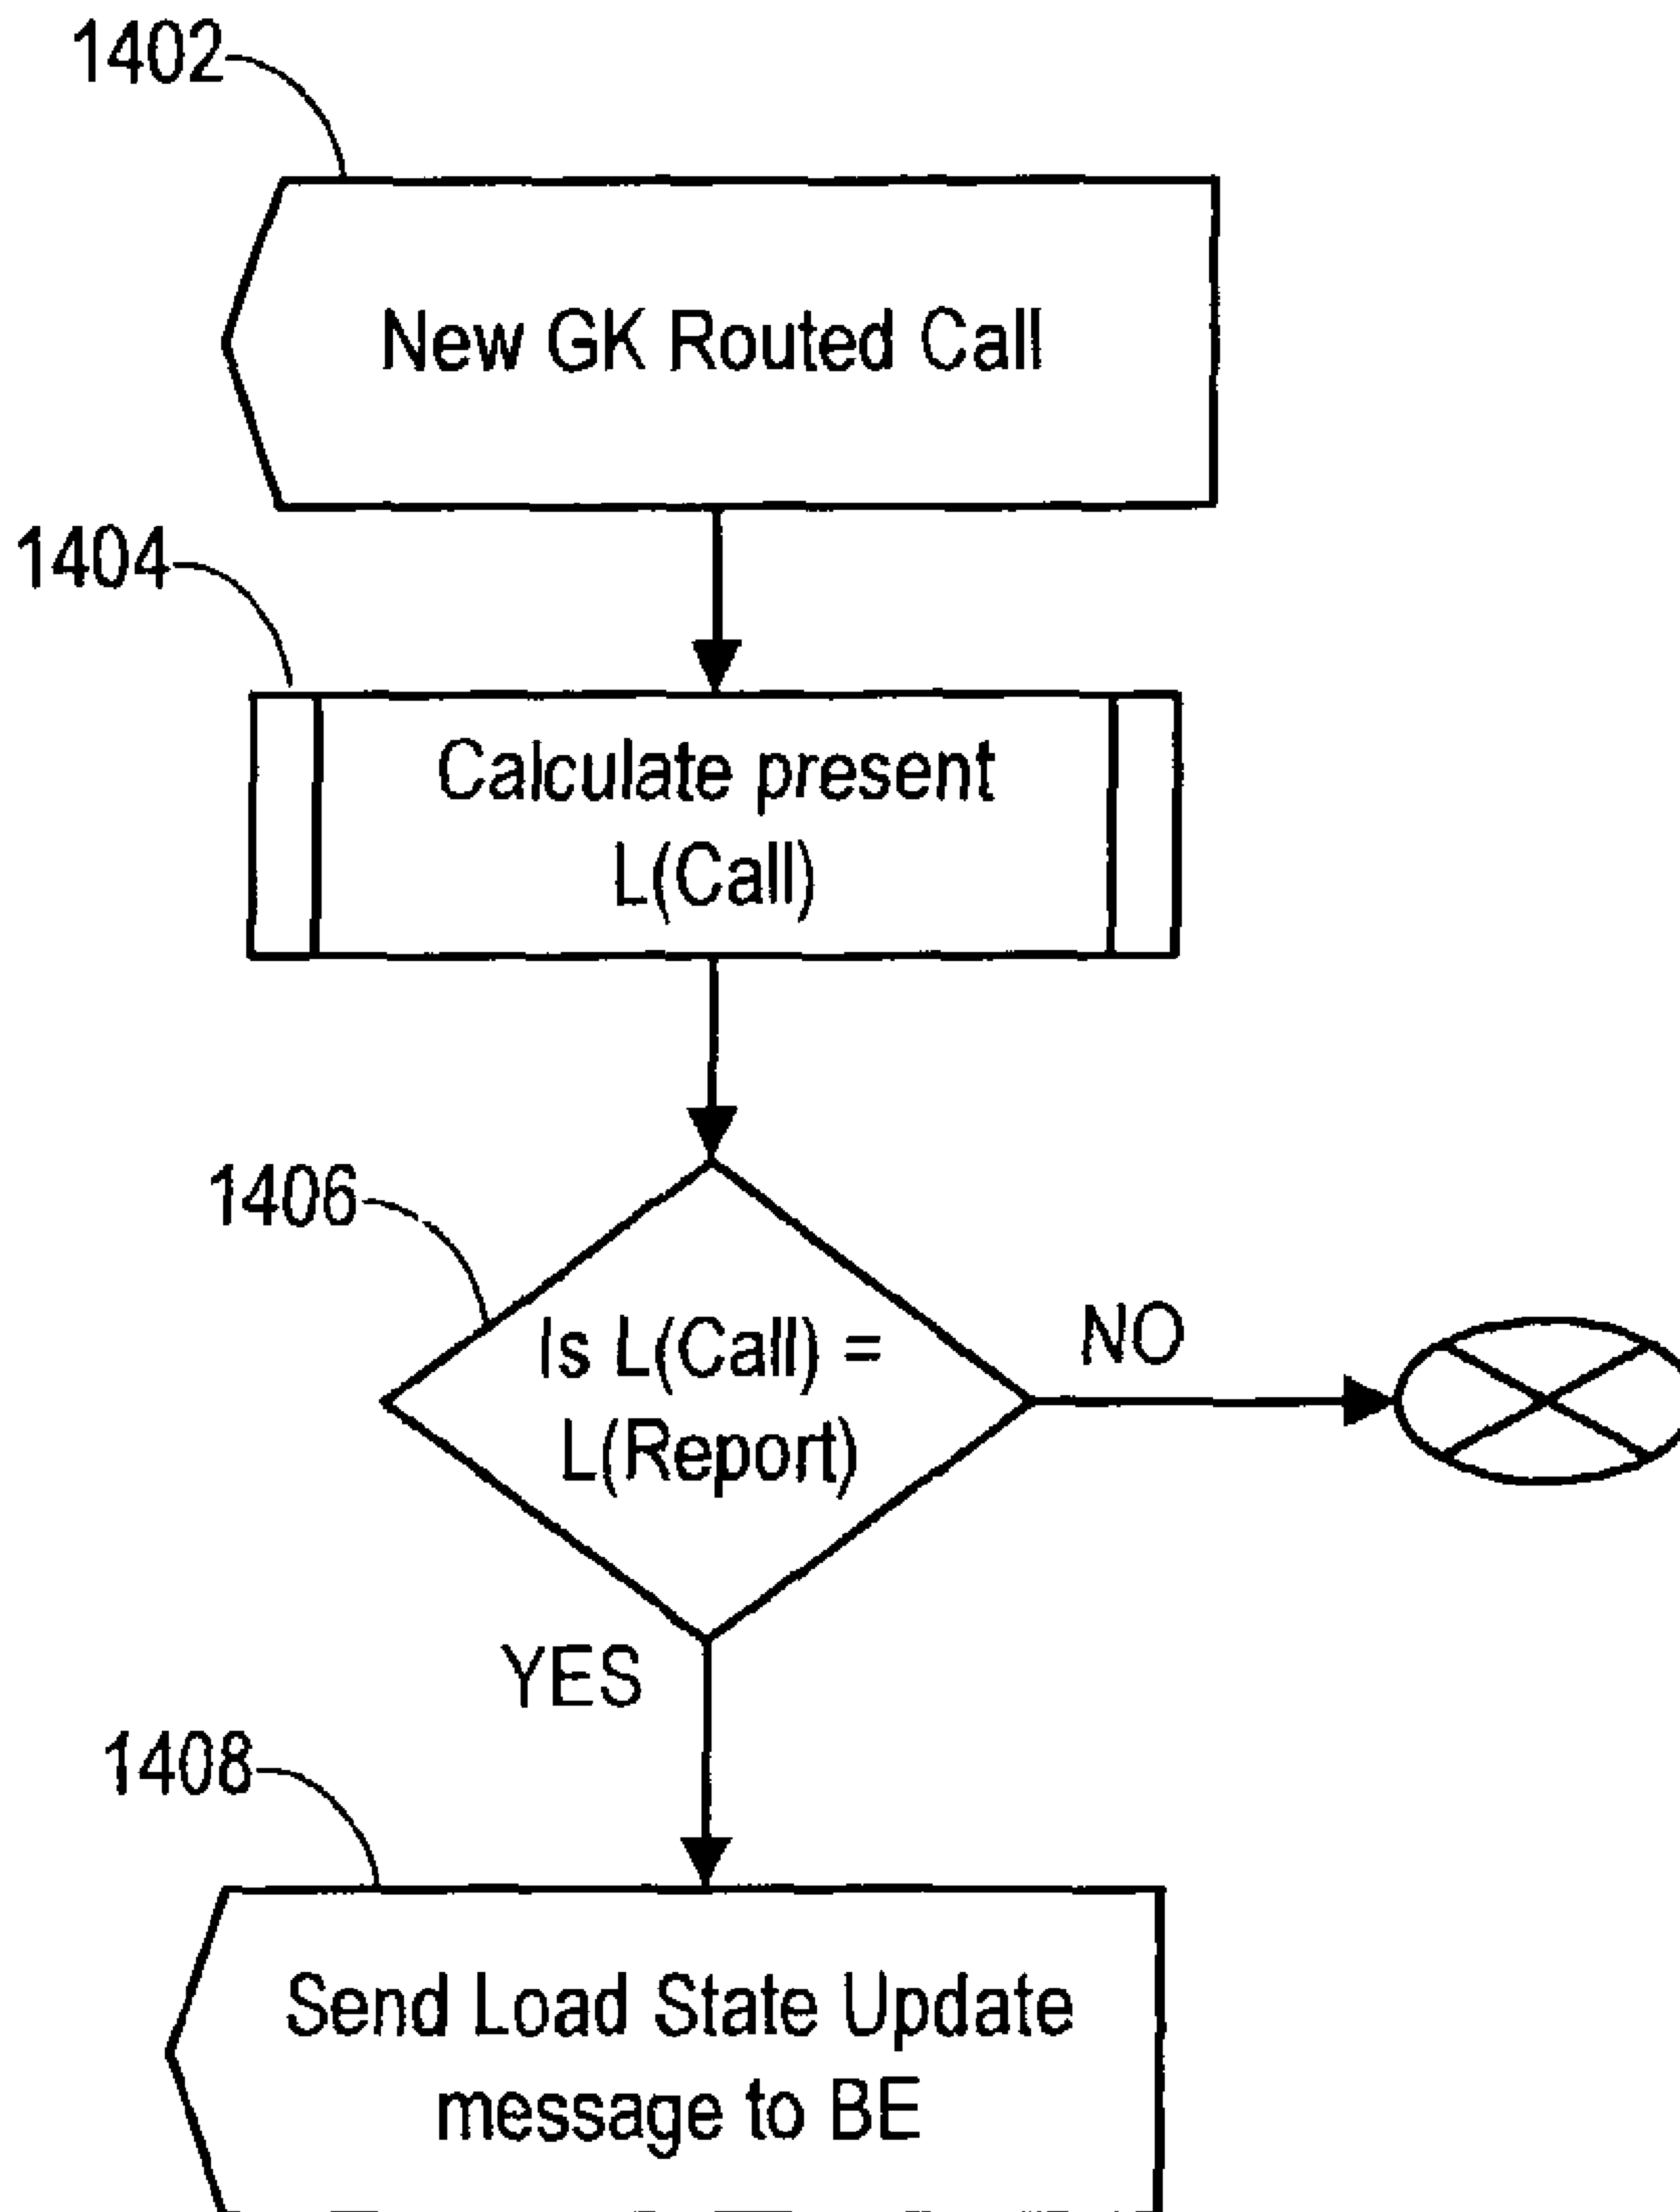 1402
New GK Routed Call
1404
Calculate present
L(Call)
1406
Is L(Call) =
L(Report)
NO
YES
1408
Send Load State Update
message to BE